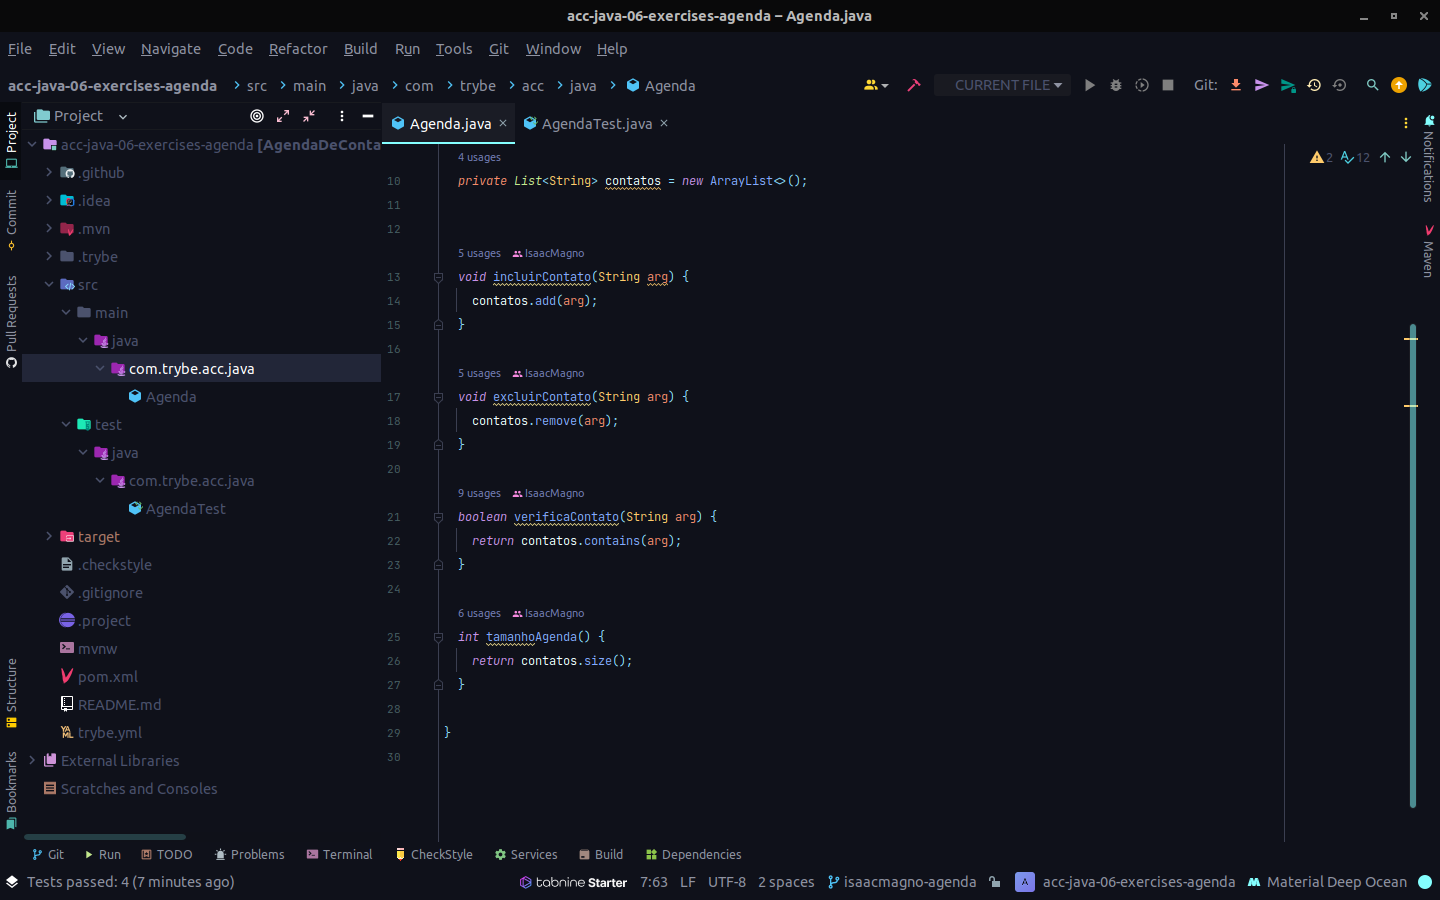 acc-java-06-exercises-agenda – Agenda.java
File Edit View Navigate Code Refactor Build Run Tools Git Window Help
acc-java-06-exercises-agenda src main java com trybe acc java Agenda CURRENT FILE Git:
Project
Agenda.java AgendaTest.java
Project
Commit
Pull Requests
Structure
Bookmarks
acc-java-06-exercises-agenda [AgendaDeConta
.github
.idea
.mvn
.trybe
src
main
java
com.trybe.acc.java
Agenda
test
java
com.trybe.acc.java
AgendaTest
target
.checkstyle
.gitignore
.project
mvnw
pom.xml
README.md
trybe.yml
External Libraries
Scratches and Consoles
4 usages
2 12
10 private List<String> contatos = new ArrayList<>();
11
12
5 usages IsaacMagno
13 void incluirContato(String arg) {
14 contatos.add(arg);
15 }
16
5 usages IsaacMagno
17 void excluirContato(String arg) {
18 contatos.remove(arg);
19 }
20
9 usages IsaacMagno
21 boolean verificaContato(String arg) {
22 return contatos.contains(arg);
23 }
24
6 usages IsaacMagno
25 int tamanhoAgenda() {
26 return contatos.size();
27 }
28
29 }
30
Notifications
Maven
Git Run TODO Problems Terminal CheckStyle Services Build Dependencies
Tests passed: 4 (7 minutes ago) tabnine Starter 7:63 LF UTF-8 2 spaces isaacmagno-agenda A acc-java-06-exercises-agenda Material Deep Ocean